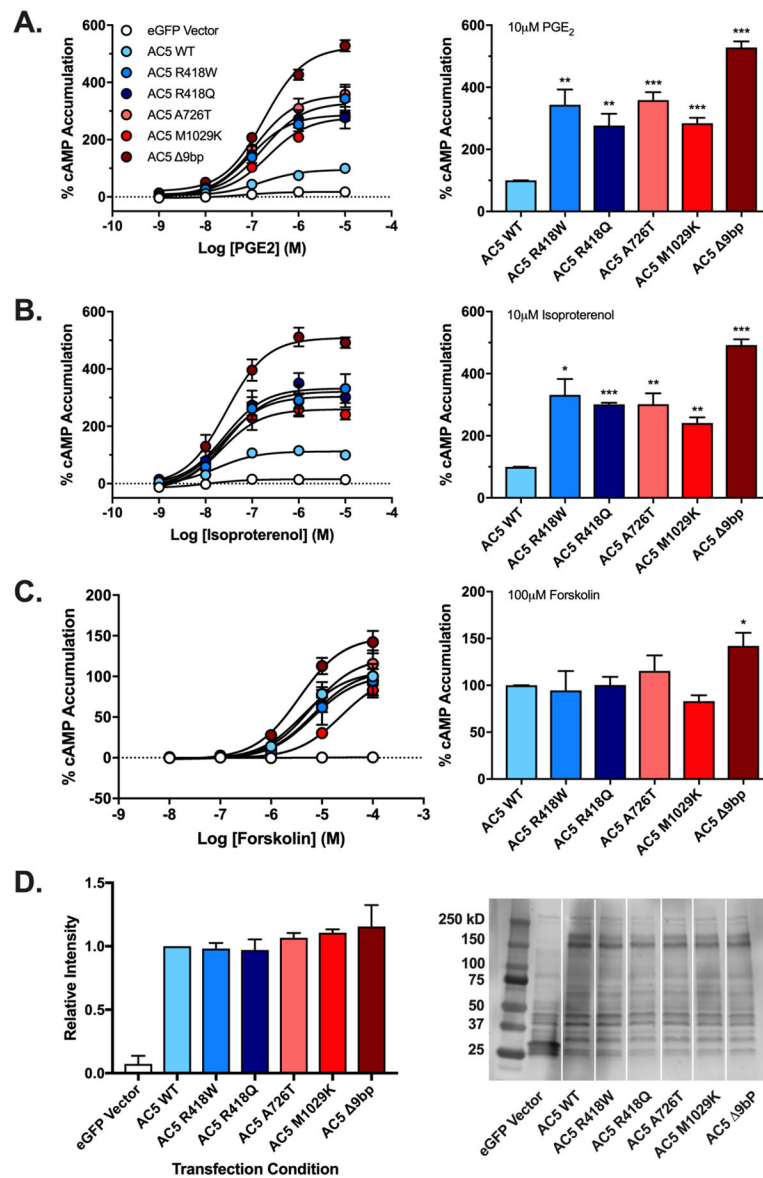 A.
% cAMP Accumulation
600
400
200
0
-10 -9 -8 -7 -6 -5 -4
Log [PGE2] (M)
eGFP Vector
AC5 WT
AC5 R418W
AC5 R418Q
AC5 A726T
AC5 M1029K
AC5 Δ9bp
10µM PGE₂
% cAMP Accumulation
600
400
200
0
** ** *** *** ***
AC5 WT
AC5 R418W
AC5 R418Q
AC5 A726T
AC5 M1029K
AC5 Δ9bp
B.
% cAMP Accumulation
600
400
200
0
-10 -9 -8 -7 -6 -5 -4
Log [Isoproterenol] (M)
10µM Isoproterenol
% cAMP Accumulation
600
400
200
0
* *** ** ** ***
AC5 WT
AC5 R418W
AC5 R418Q
AC5 A726T
AC5 M1029K
AC5 Δ9bp
C.
% cAMP Accumulation
200
150
100
50
0
-50
-9 -8 -7 -6 -5 -4 -3
Log [Forskolin] (M)
100µM Forskolin
% cAMP Accumulation
200
150
100
50
0
*
AC5 WT
AC5 R418W
AC5 R418Q
AC5 A726T
AC5 M1029K
AC5 Δ9bp
D.
Relative Intensity
1.5
1.0
0.5
0.0
eGFP Vector
AC5 WT
AC5 R418W
AC5 R418Q
AC5 A726T
AC5 M1029K
AC5 Δ9bp
Transfection Condition
250 kD
150
100
75
50
37
25
eGFP Vector
AC5 WT
AC5 R418W
AC5 R418Q
AC5 A726T
AC5 M1029K
AC5 Δ9bP